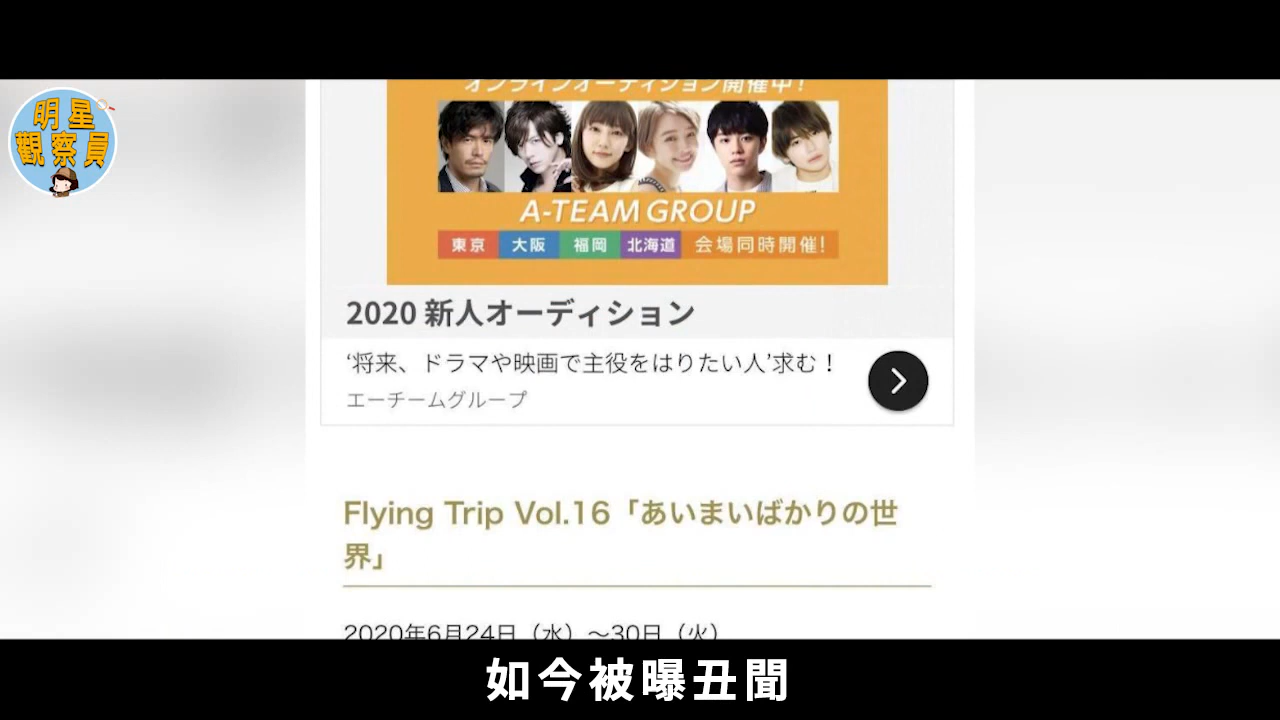 明星
觀察員
オンラインオーディション開催中!
A-TEAM GROUP
東京 大阪 福岡 北海道 会場同時開催!
2020 新人オーディション
‘将来、ドラマや映画で主役をはりたい人’求む！
エーチームグループ
Flying Trip Vol.16「あいまいばかりの世
界」
2020年6月24日（水）〜30日（火）
如今被曝丑聞